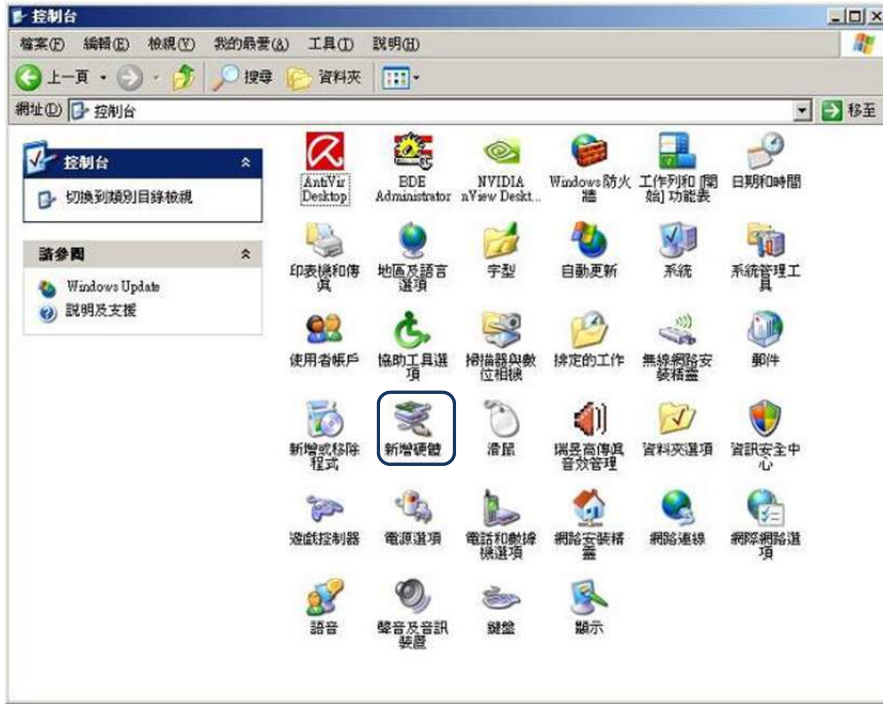 控制台
檔案(F) 編輯(E) 檢視(V) 我的最愛(A) 工具(T) 說明(H)
上一頁 搜尋 資料夾
網址(D) 控制台 移至
控制台
切換到類別目錄檢視
請參閱
Windows Update
說明及支援
AntiVir
Desktop
BDE
Administrator
NVIDIA
nView Deskt...
Windows 防火
牆
工作列和 [開
始] 功能表
日期和時間
印表機和傳
真
地區及語言
選項
字型
自動更新
系統
系統管理工
具
使用者帳戶
協助工具選
項
掃描器與數
位相機
排定的工作
無線網路安
裝精靈
郵件
新增或移除
程式
新增硬體
滑鼠
瑞昱高傳真
音效管理
資料夾選項
資訊安全中
心
遊戲控制器
電源選項
電話和數據
機選項
網路安裝精
靈
網路連線
網際網路選
項
語音
聲音及音訊
裝置
鍵盤
顯示